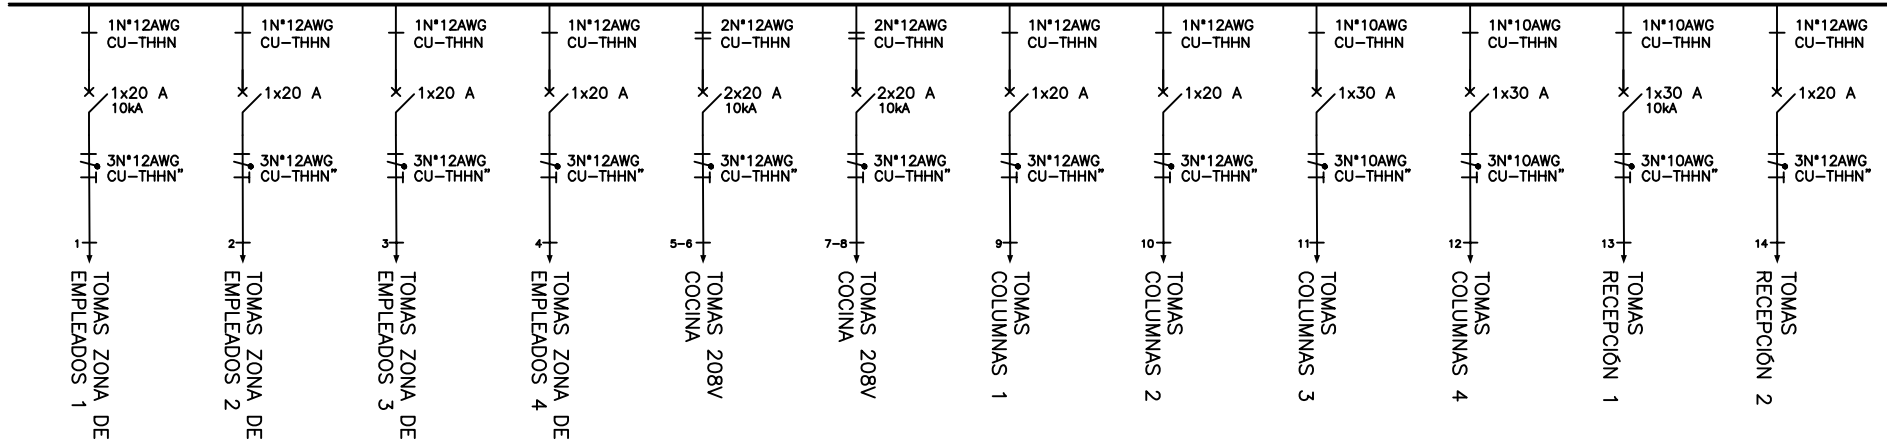 1N°12AWG
CU-THHN
1x20 A
10kA
3N°12AWG
CU-THHN"
1
TOMAS ZONA DE
EMPLEADOS 1
1N°12AWG
CU-THHN
1x20 A
3N°12AWG
CU-THHN"
2
TOMAS ZONA DE
EMPLEADOS 2
1N°12AWG
CU-THHN
1x20 A
3N°12AWG
CU-THHN"
3
TOMAS ZONA DE
EMPLEADOS 3
1N°12AWG
CU-THHN
1x20 A
3N°12AWG
CU-THHN"
4
TOMAS ZONA DE
EMPLEADOS 4
2N°12AWG
CU-THHN
2x20 A
10kA
3N°12AWG
CU-THHN"
5-6
TOMAS 208V
COCINA
2N°12AWG
CU-THHN
2x20 A
10kA
3N°12AWG
CU-THHN"
7-8
TOMAS 208V
COCINA
1N°12AWG
CU-THHN
1x20 A
3N°12AWG
CU-THHN"
9
TOMAS
COLUMNAS 1
1N°12AWG
CU-THHN
1x20 A
3N°12AWG
CU-THHN"
10
TOMAS
COLUMNAS 2
1N°10AWG
CU-THHN
1x30 A
3N°10AWG
CU-THHN"
11
TOMAS
COLUMNAS 3
1N°10AWG
CU-THHN
1x30 A
3N°10AWG
CU-THHN"
12
TOMAS
COLUMNAS 4
1N°10AWG
CU-THHN
1x30 A
10kA
3N°10AWG
CU-THHN"
13
TOMAS
RECEPCIÓN 1
1N°12AWG
CU-THHN
1x20 A
3N°12AWG
CU-THHN"
14
TOMAS
RECEPCIÓN 2